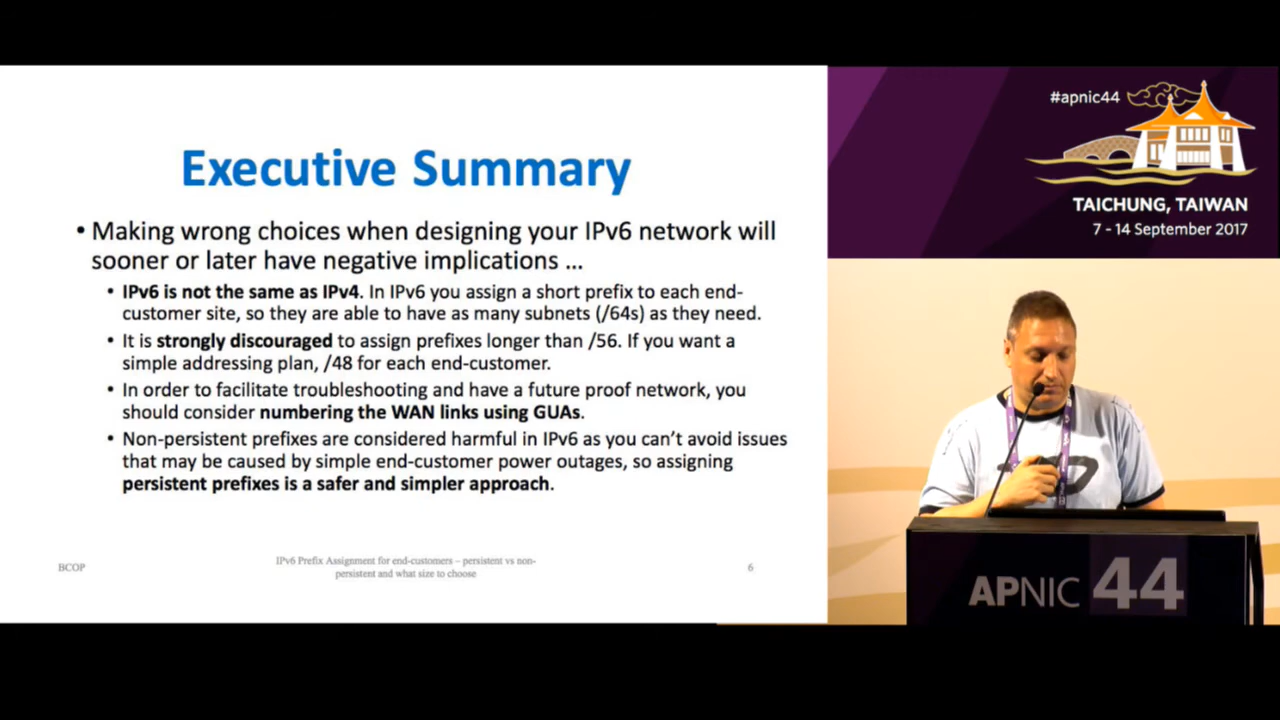 Executive Summary
• Making wrong choices when designing your IPv6 network will
sooner or later have negative implications ...
• IPv6 is not the same as IPv4. In IPv6 you assign a short prefix to each end-
customer site, so they are able to have as many subnets (/64s) as they need.
• It is strongly discouraged to assign prefixes longer than /56. If you want a
simple addressing plan, /48 for each end-customer.
• In order to facilitate troubleshooting and have a future proof network, you
should consider numbering the WAN links using GUAs.
• Non-persistent prefixes are considered harmful in IPv6 as you can't avoid issues
that may be caused by simple end-customer power outages, so assigning
persistent prefixes is a safer and simpler approach.
BCOP
IPv6 Prefix Assignment for end-customers – persistent vs non-
persistent and what size to choose
6
#apnic44
TAICHUNG, TAIWAN
7 - 14 September 2017
APNIC 44